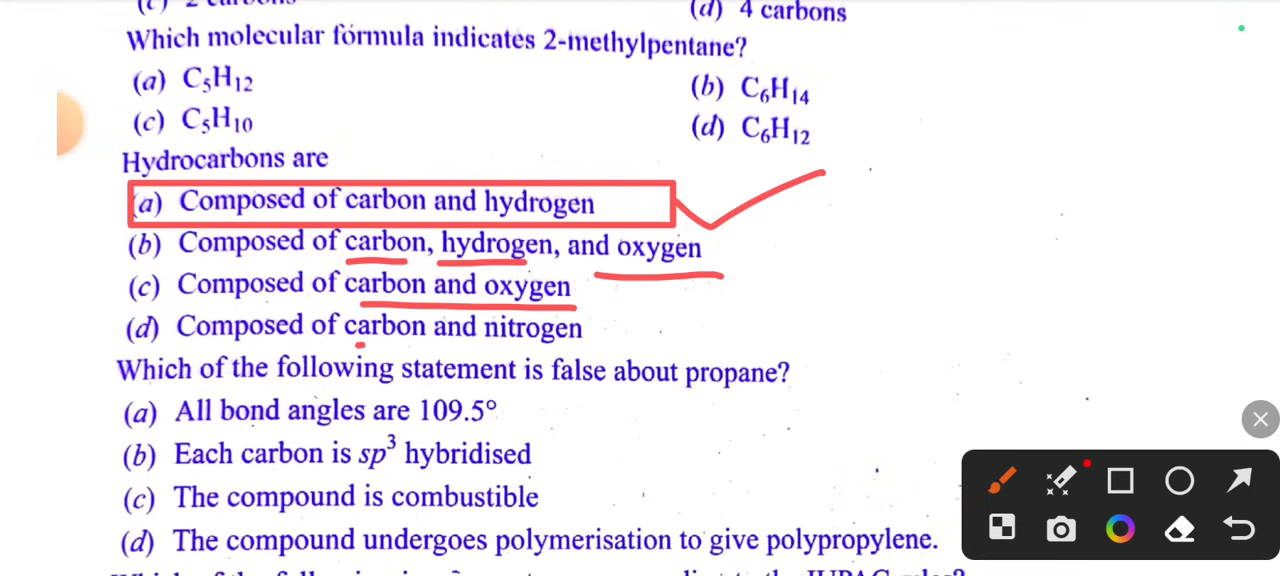 (d) 4 carbons
Which molecular formula indicates 2-methylpentane?
(a) C₅H₁₂
(b) C₆H₁₄
(c) C₅H₁₀
(d) C₆H₁₂
Hydrocarbons are
(a) Composed of carbon and hydrogen
(b) Composed of carbon, hydrogen, and oxygen
(c) Composed of carbon and oxygen
(d) Composed of carbon and nitrogen
Which of the following statement is false about propane?
(a) All bond angles are 109.5°
(b) Each carbon is sp³ hybridised
(c) The compound is combustible
(d) The compound undergoes polymerisation to give polypropylene.